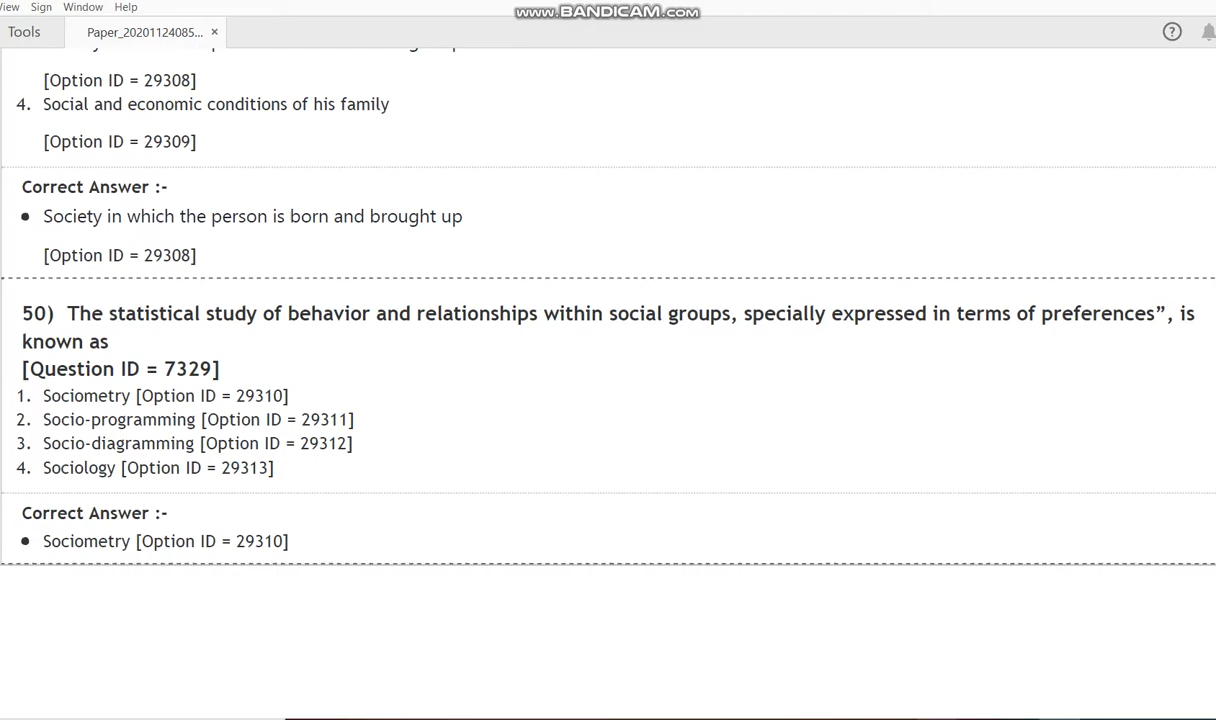 View Sign Window Help
www.BANDICAM.com
Tools
Paper_20201124085... ×
?
[Option ID = 29308]
4. Social and economic conditions of his family
[Option ID = 29309]
Correct Answer :-
• Society in which the person is born and brought up
[Option ID = 29308]
50) The statistical study of behavior and relationships within social groups, specially expressed in terms of preferences”, is
known as
[Question ID = 7329]
1. Sociometry [Option ID = 29310]
2. Socio-programming [Option ID = 29311]
3. Socio-diagramming [Option ID = 29312]
4. Sociology [Option ID = 29313]
Correct Answer :-
• Sociometry [Option ID = 29310]